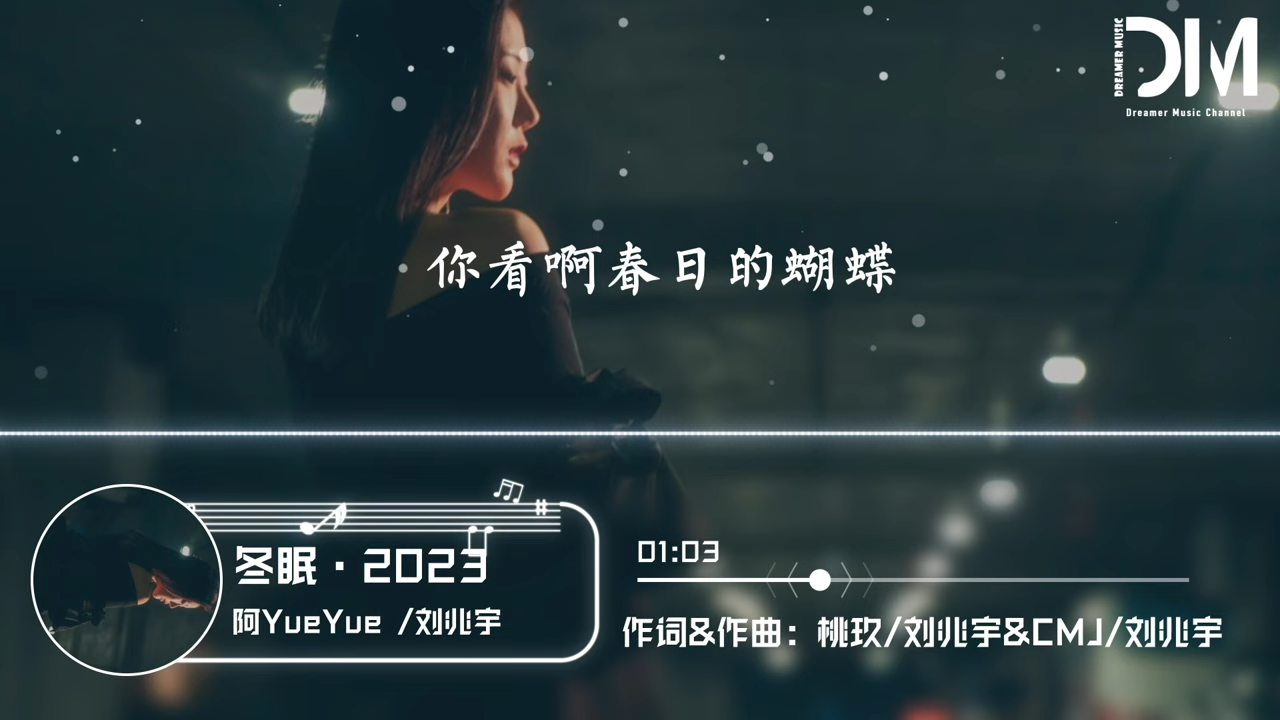 DREAMER MUSIC
DM
Dreamer Music Channel
你看啊春日的蝴蝶
冬眠·2023
阿YueYue /刘兆宇
01:03
作词&作曲：桃玖/刘兆宇&CMJ/刘兆宇